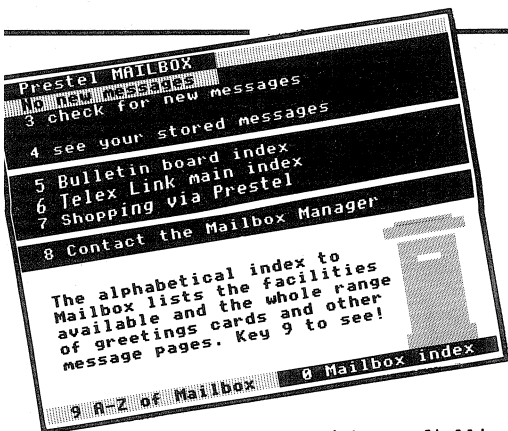 Prestel MAILBOX
No new messages
3 check for new messages
4 see your stored messages
5 Bulletin board index
6 Telex Link main index
7 Shopping via Prestel
8 Contact the Mailbox Manager
The alphabetical index to
Mailbox lists the facilities
available and the whole range
of greetings cards and other
message pages. Key 9 to see!
9 A-Z of Mailbox 0 Mailbox index